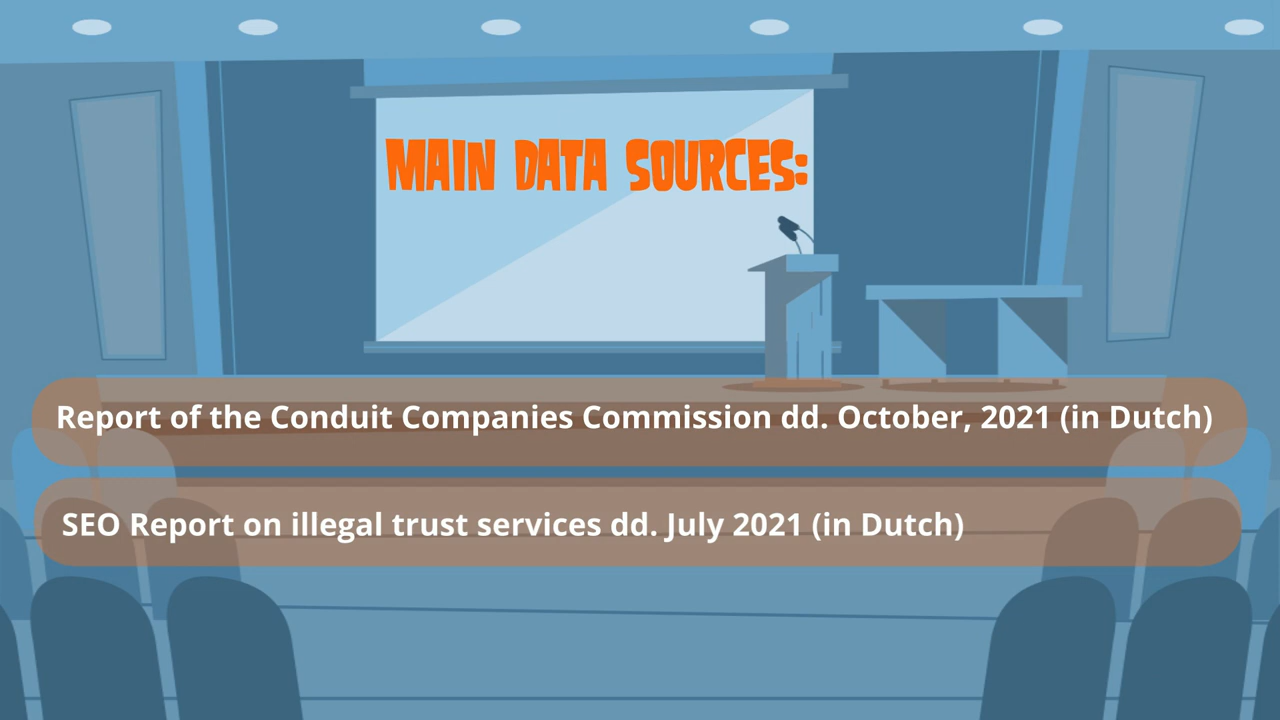 MAIN DATA SOURCES:
Report of the Conduit Companies Commission dd. October, 2021 (in Dutch)
SEO Report on illegal trust services dd. July 2021 (in Dutch)